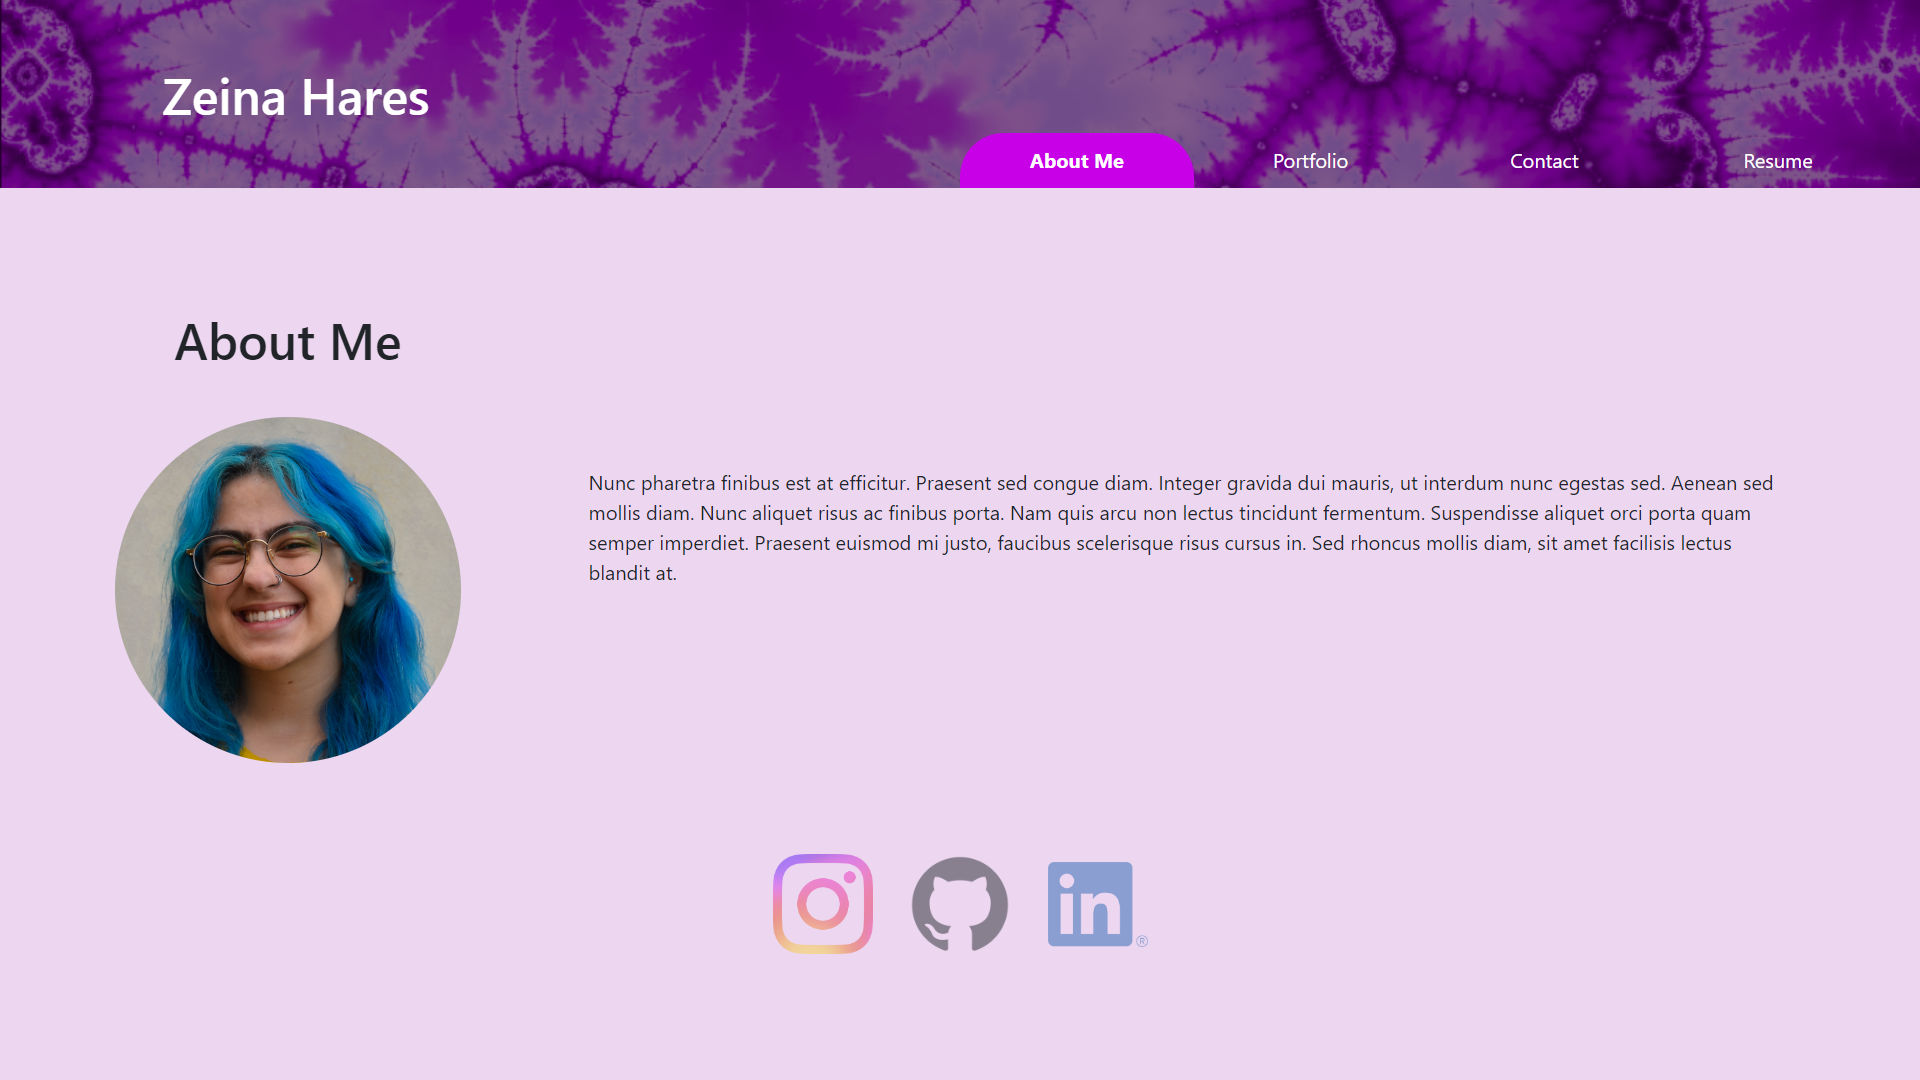 Zeina Hares
About Me
Portfolio
Contact
Resume
About Me
Nunc pharetra finibus est at efficitur. Praesent sed congue diam. Integer gravida dui mauris, ut interdum nunc egestas sed. Aenean sed
mollis diam. Nunc aliquet risus ac finibus porta. Nam quis arcu non lectus tincidunt fermentum. Suspendisse aliquet orci porta quam
semper imperdiet. Praesent euismod mi justo, faucibus scelerisque risus cursus in. Sed rhoncus mollis diam, sit amet facilisis lectus
blandit at.
in ®